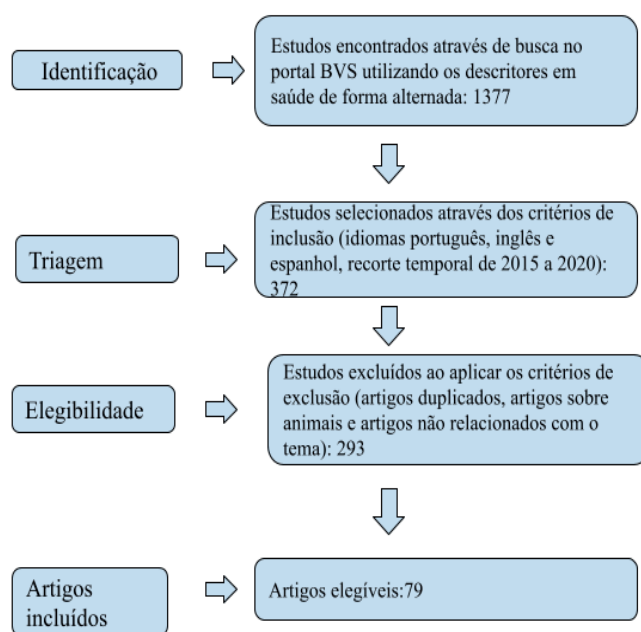 Identificação
Estudos encontrados através de busca no
portal BVS utilizando os descritores em
saúde de forma alternada: 1377
Triagem
Estudos selecionados através dos critérios de
inclusão (idiomas português, inglês e
espanhol, recorte temporal de 2015 a 2020):
372
Elegibilidade
Estudos excluídos ao aplicar os critérios de
exclusão (artigos duplicados, artigos sobre
animais e artigos não relacionados com o
tema): 293
Artigos
incluídos
Artigos elegíveis:79